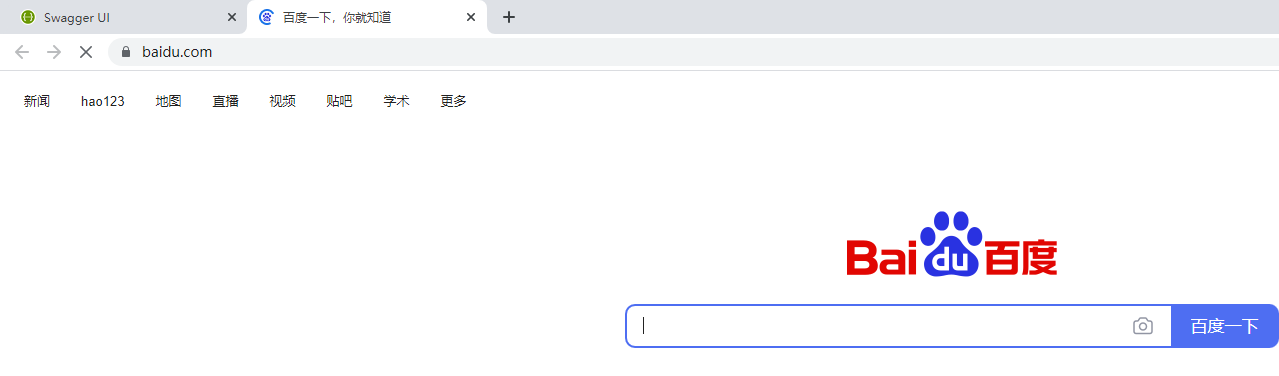 Swagger UI
百度一下，你就知道
baidu.com
新闻 hao123 地图 直播 视频 贴吧 学术 更多
Bai du 百度
百度一下